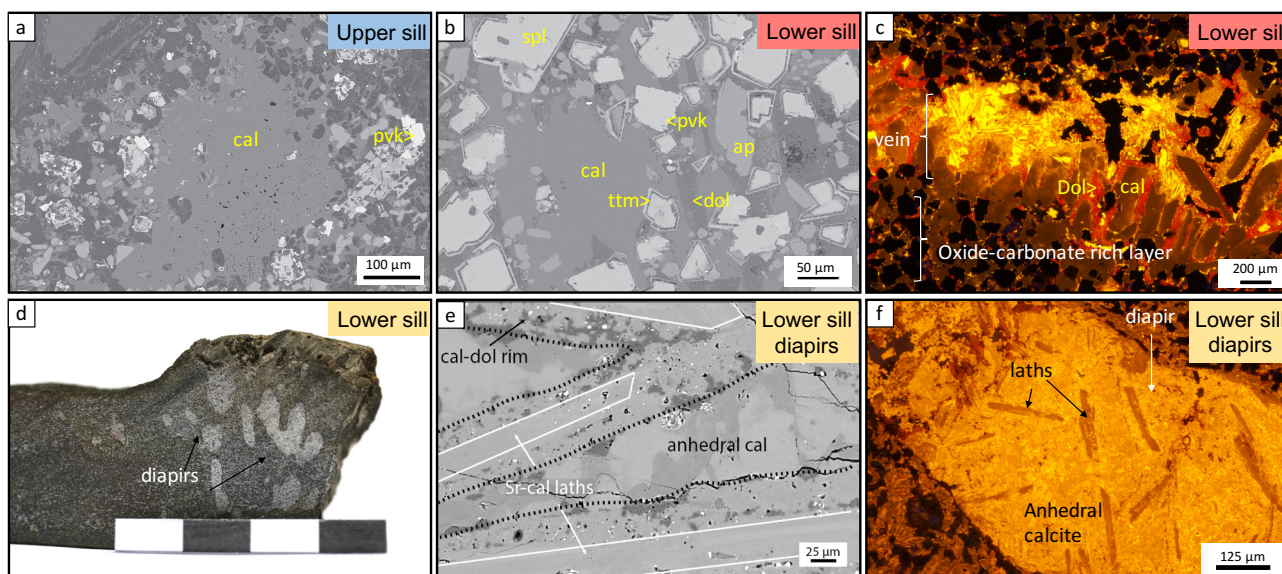 a
Upper sill
cal
pvk>
100 µm
b
Lower sill
spl
<pvk
ap
cal
ttm>
<dol
50 µm
c
Lower sill
vein
Dol>
cal
Oxide-carbonate rich layer
200 µm
d
Lower sill
diapirs
e
Lower sill
diapirs
cal-dol rim
anhedral cal
Sr-cal laths
25 µm
f
Lower sill
diapirs
diapir
laths
Anhedral
calcite
125 µm